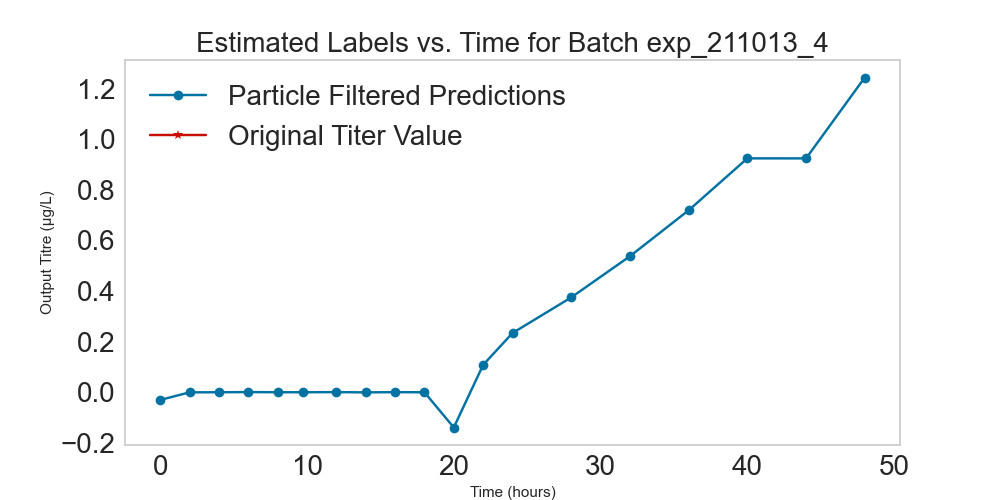 Estimated Labels vs. Time for Batch exp_211013_4
Particle Filtered Predictions
Original Titer Value
Output Titre (µg/L)
1.2
1.0
0.8
0.6
0.4
0.2
0.0
−0.2
0 10 20 30 40 50
Time (hours)